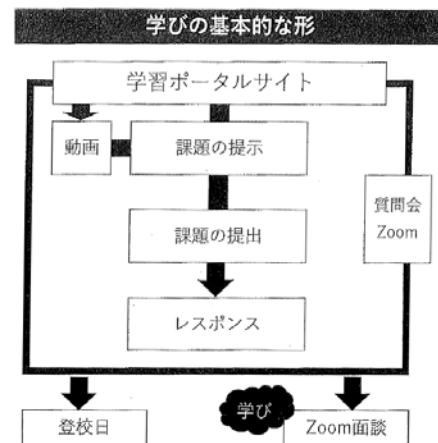 学びの基本的な形
学習ポータルサイト
動画
課題の提示
質問会
Zoom
課題の提出
レスポンス
学び
登校日
Zoom面談